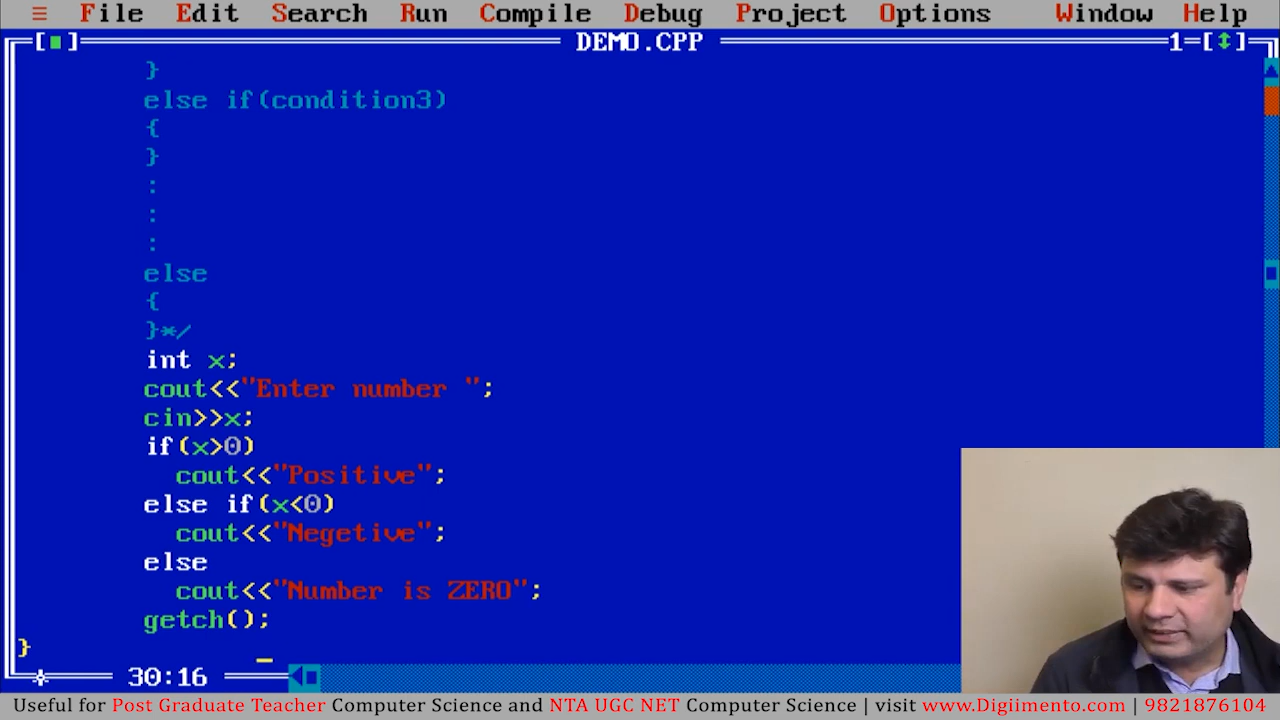 ≡ File Edit Search Run Compile Debug Project Options Window Help
[■] DEMO.CPP 1=[↕]
}
else if(condition3)
{
}
:
:
:
else
{
}*/
int x;
cout<<"Enter number ";
cin>>x;
if(x>0)
cout<<"Positive";
else if(x<0)
cout<<"Negetive";
else
cout<<"Number is ZERO";
getch();
}
30:16
Useful for Post Graduate Teacher Computer Science and NTA UGC NET Computer Science | visit www.Digiimento.com | 9821876104